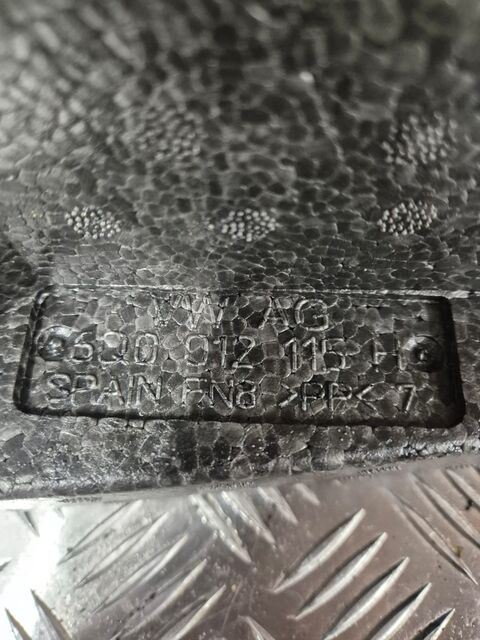 VW AG
6Q0 912 115 H
SPAIN FN8 >PP< 7